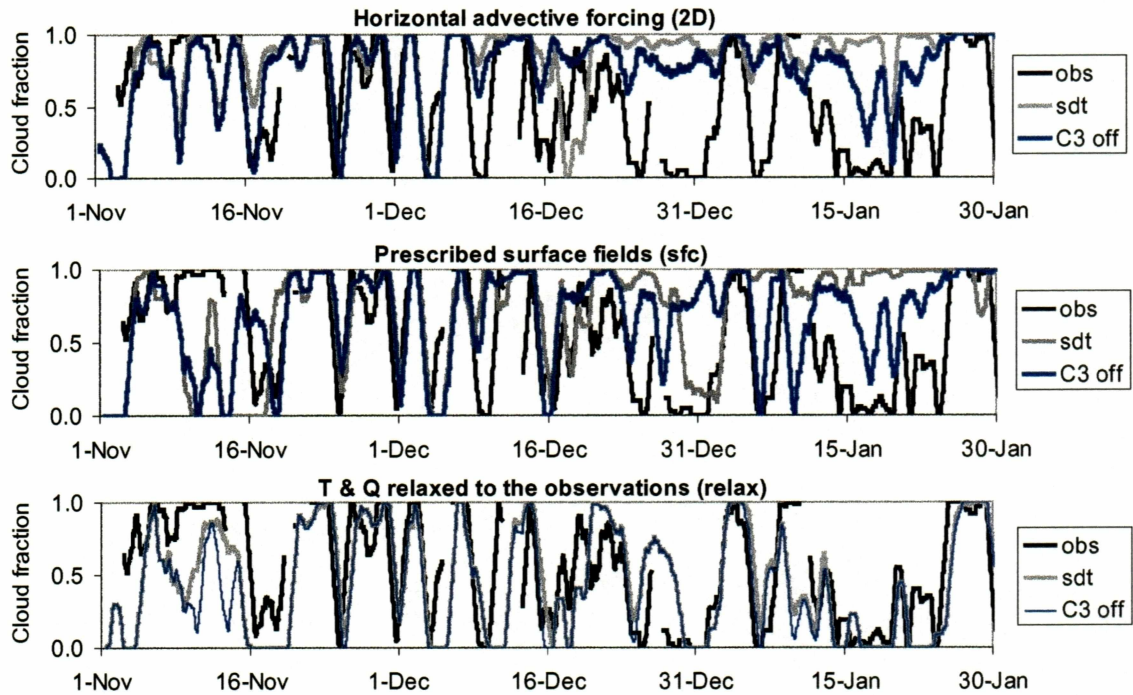 Horizontal advective forcing (2D)
Cloud fraction
1.0
0.5
0.0
1-Nov 16-Nov 1-Dec 16-Dec 31-Dec 15-Jan 30-Jan
obs
sdt
C3 off
Prescribed surface fields (sfc)
Cloud fraction
1.0
0.5
0.0
1-Nov 16-Nov 1-Dec 16-Dec 31-Dec 15-Jan 30-Jan
obs
sdt
C3 off
T & Q relaxed to the observations (relax)
Cloud fraction
1.0
0.5
0.0
1-Nov 16-Nov 1-Dec 16-Dec 31-Dec 15-Jan 30-Jan
obs
sdt
C3 off